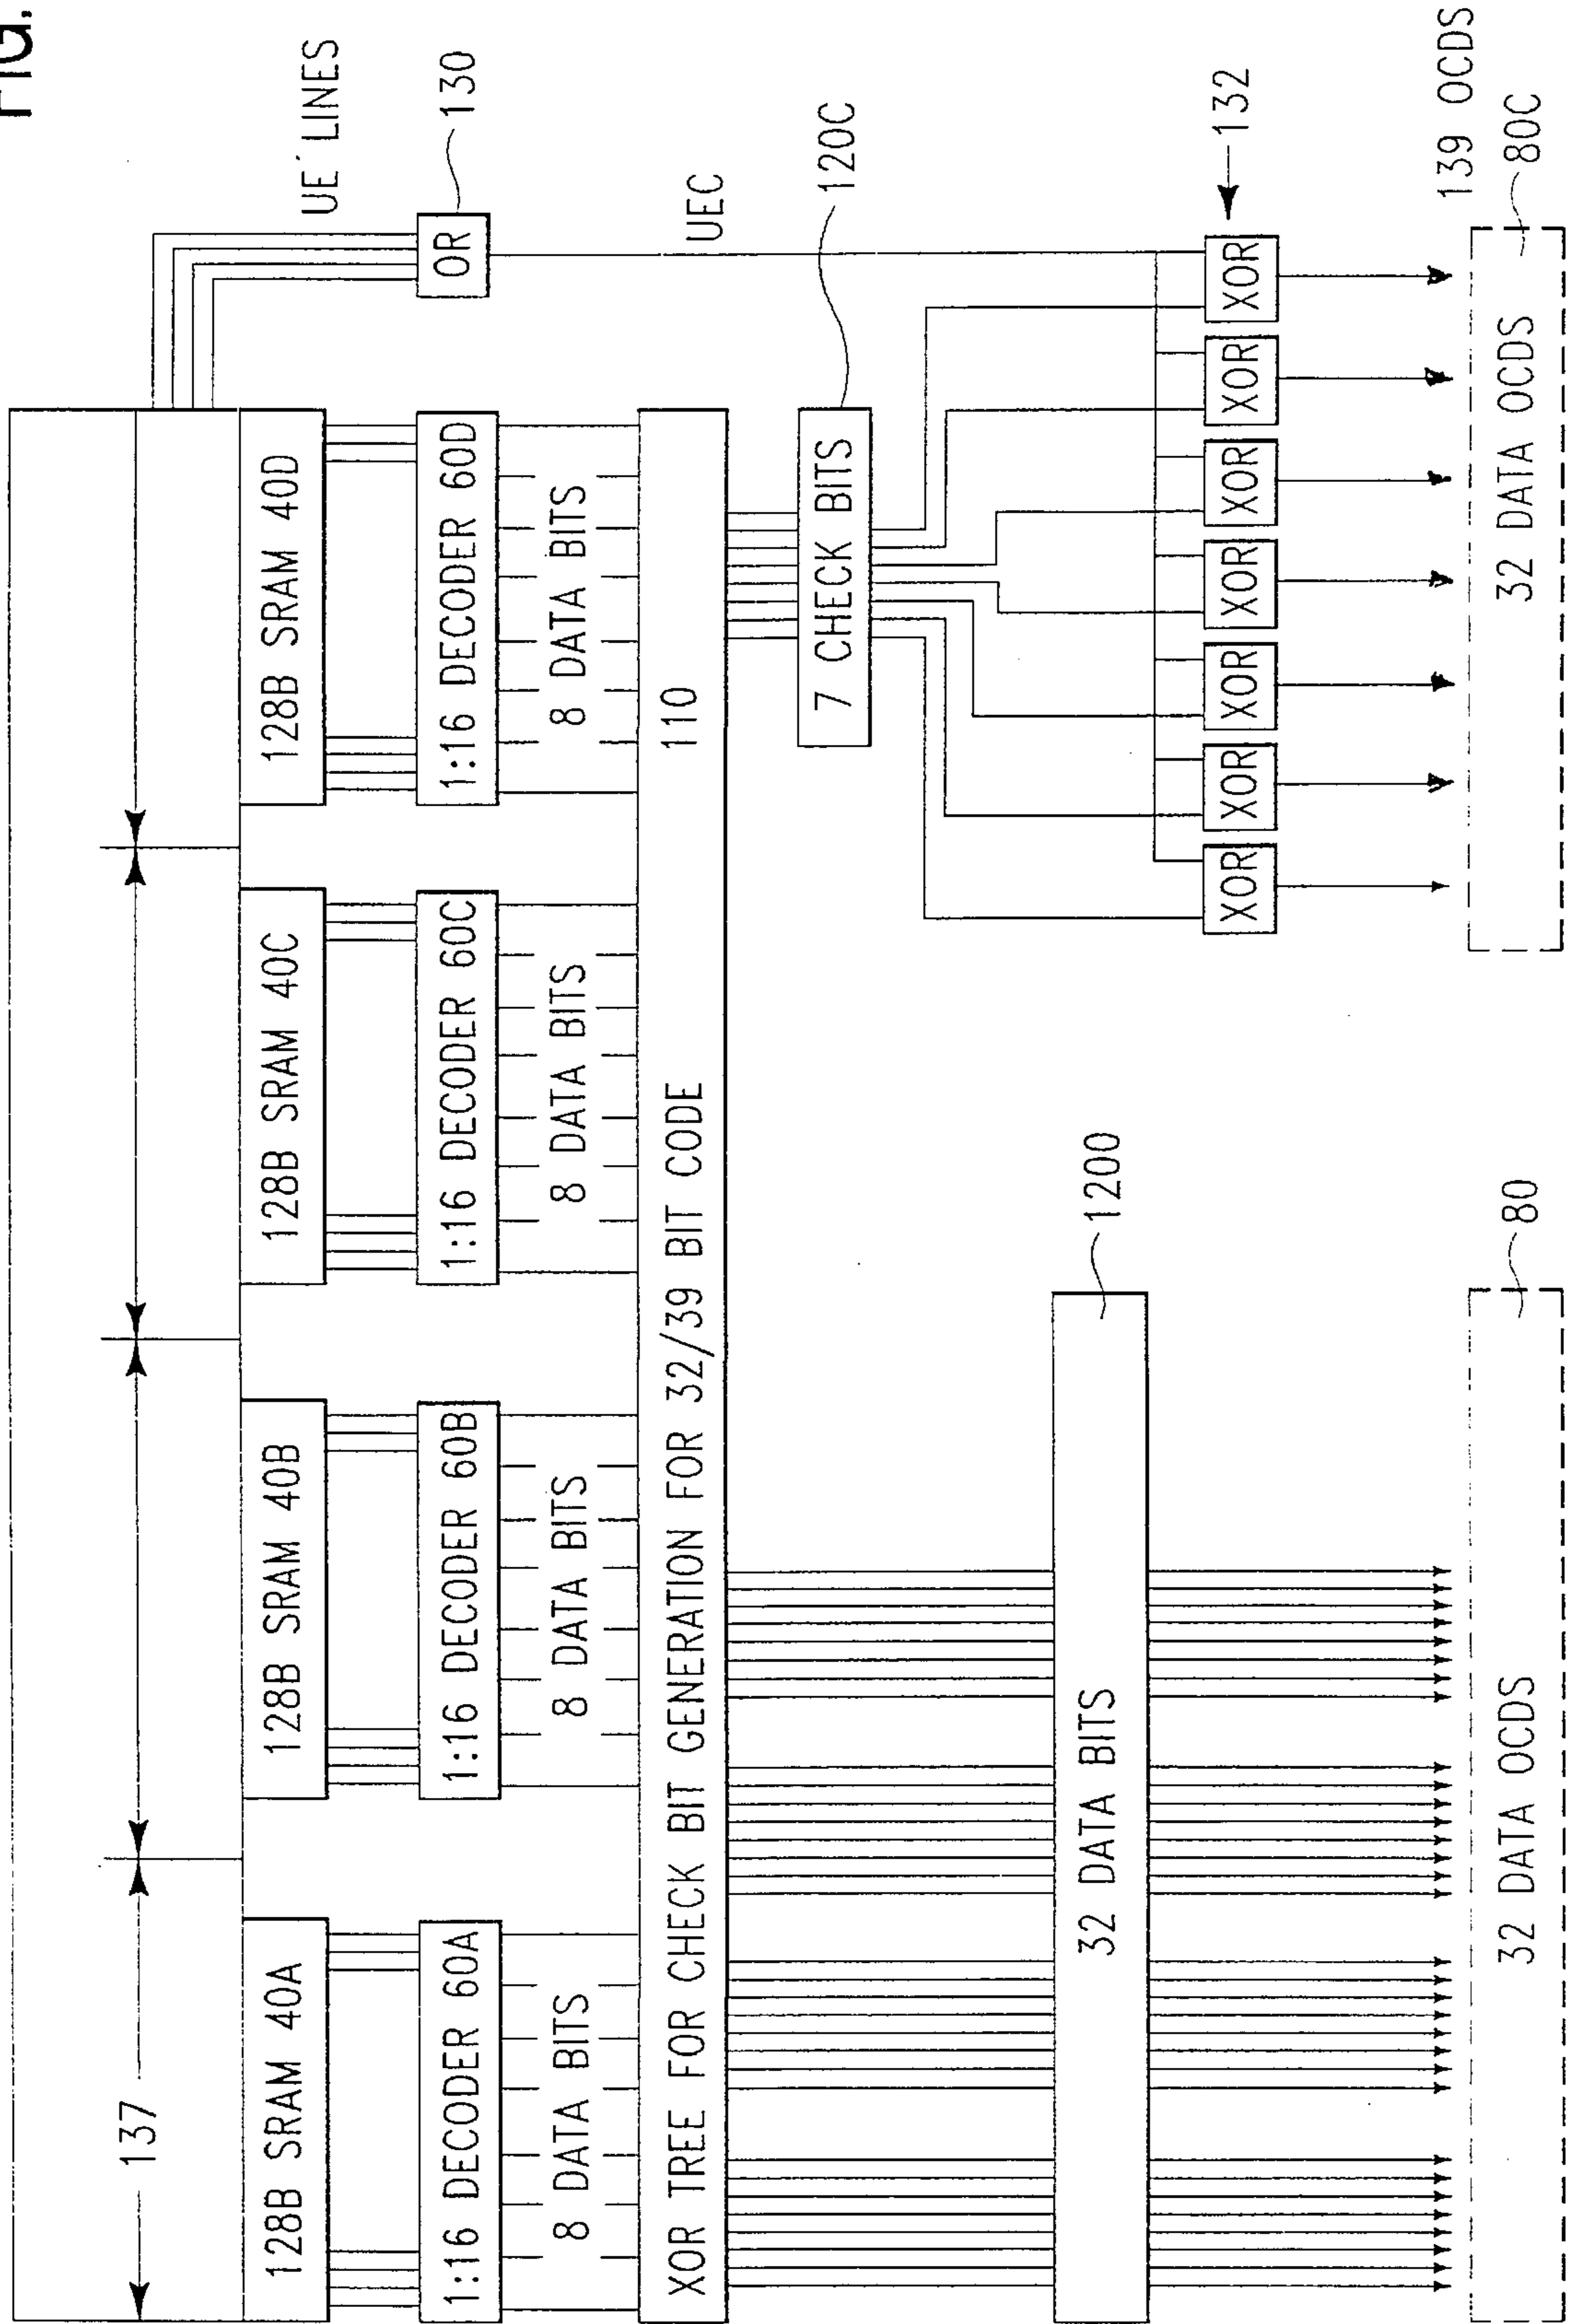 FIG.
137
UE' LINES
128B SRAM 40A
128B SRAM 40B
128B SRAM 40C
128B SRAM 40D
OR
130
1:16 DECODER 60A
1:16 DECODER 60B
1:16 DECODER 60C
1:16 DECODER 60D
8 DATA BITS
8 DATA BITS
8 DATA BITS
8 DATA BITS
XOR TREE FOR CHECK BIT GENERATION FOR 32/39 BIT CODE
110
UEC
7 CHECK BITS
120C
32 DATA BITS
1200
XOR
XOR
XOR
XOR
XOR
XOR
XOR
132
139 OCDS
32 DATA OCDS
80
32 DATA OCDS
80C